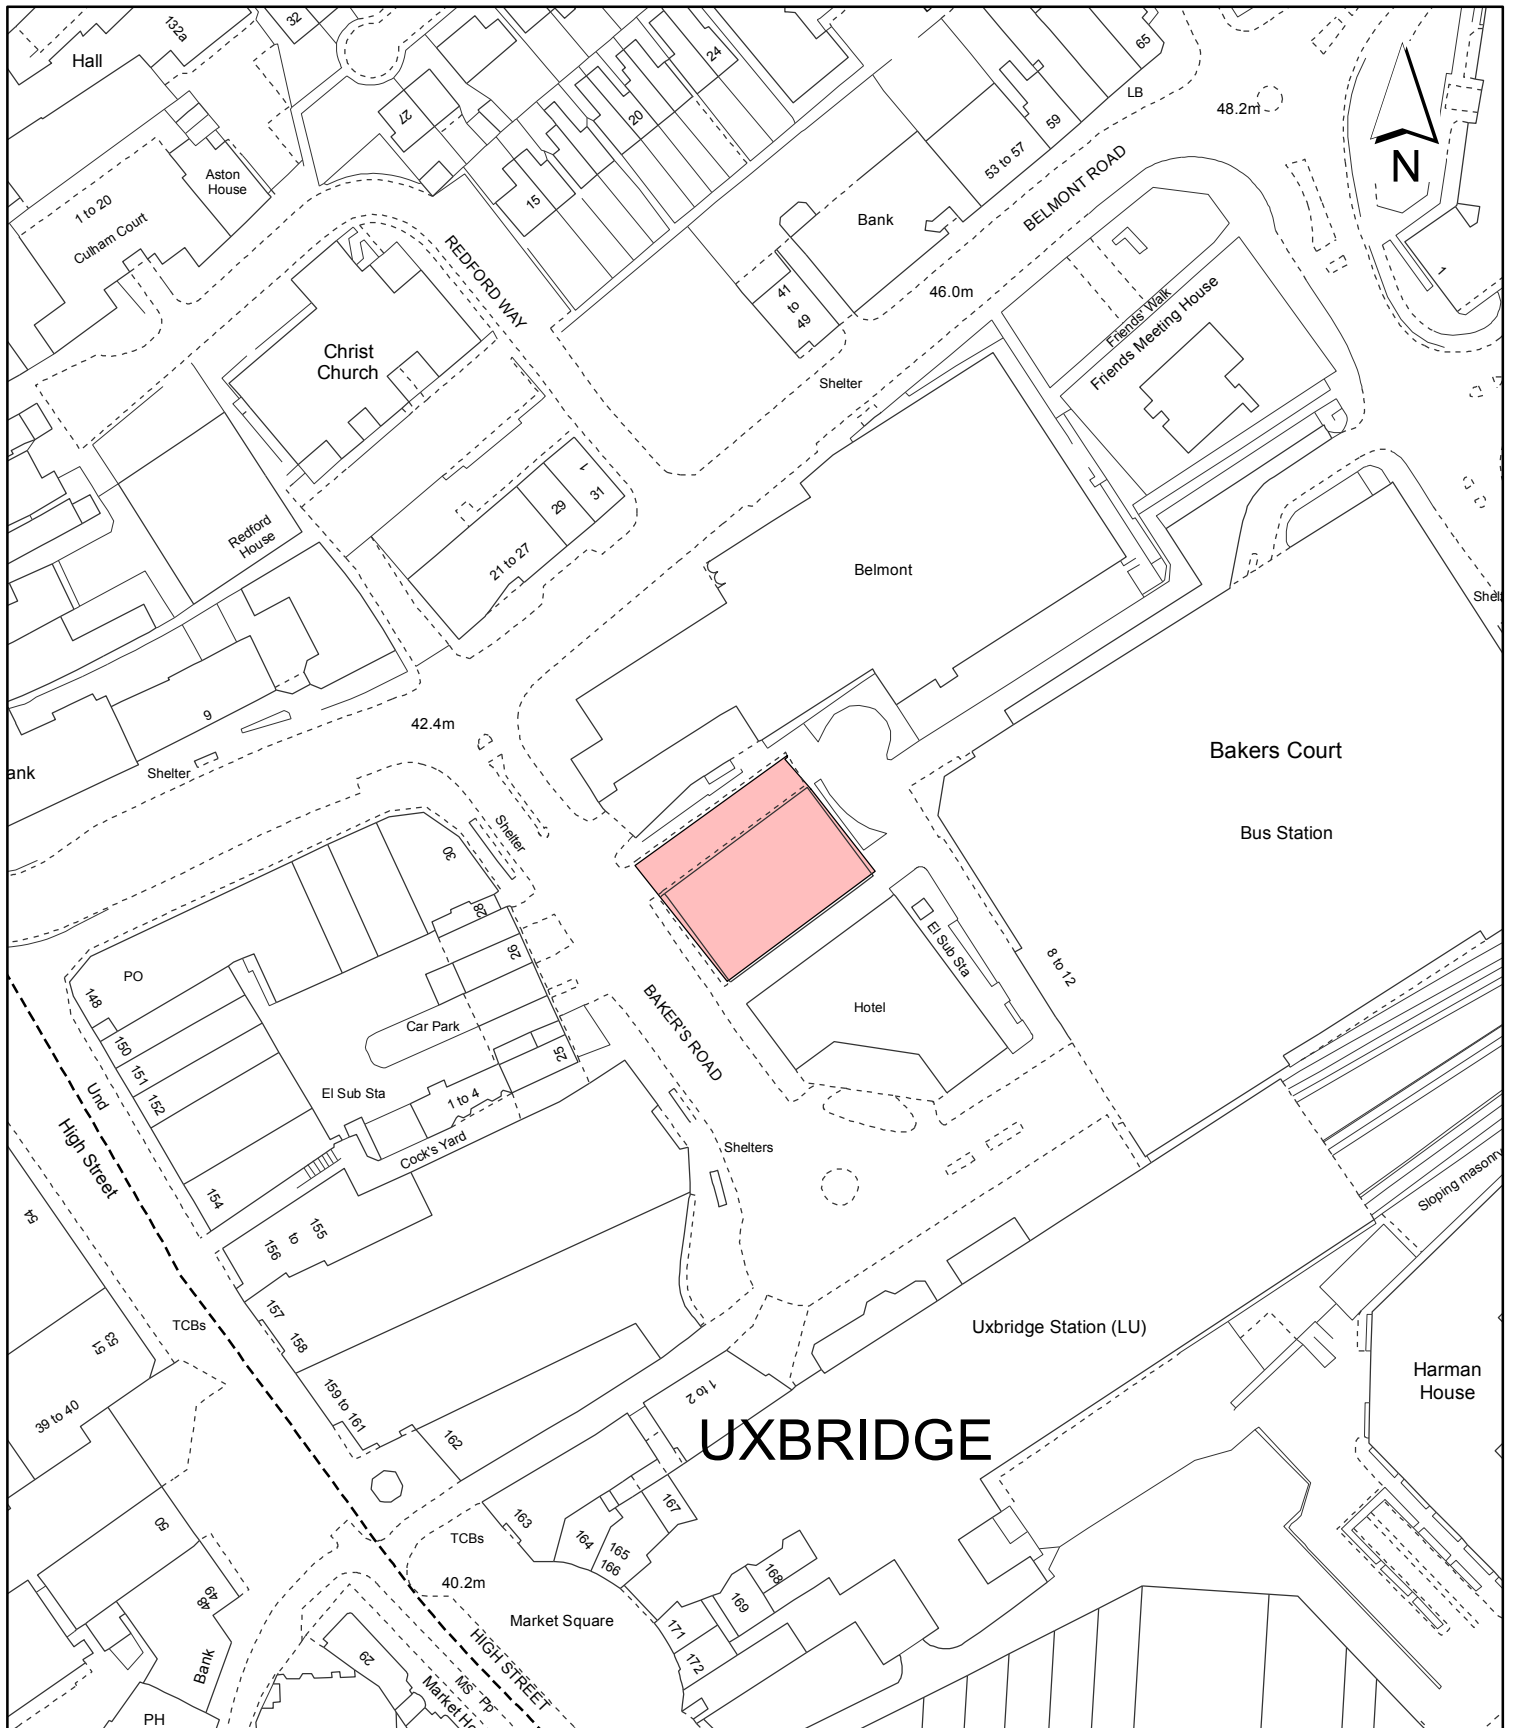 132a
32
Hall
65
24
27
20
LB
59
48.2m
N
53 to 57
Aston
House
1 to 20
Culham Court
15
Bank
BELMONT ROAD
REDFORD WAY
41
to
49
46.0m
Friends' Walk
Friends Meeting House
1
Christ
Church
Shelter
1
31
29
21 to 27
Redford
House
Belmont
Shel
9
42.4m
ank
Shelter
Bakers Court
Bus Station
Shelter
30
28
26
El Sub Sta
8 to 12
PO
148
150
151
152
Car Park
BAKER'S ROAD
Hotel
25
El Sub Sta
1 to 4
Und
High Street
Cock's Yard
Shelters
154
54
155
to
156
Sloping masonry
157
158
TCBs
Uxbridge Station (LU)
53
51
Harman
House
39 to 40
159 to 161
1 to 2
162
UXBRIDGE
167
163
164
165
166
50
TCBs
40.2m
168
169
Market Square
49
48
171
172
Bank
29
HIGH STREET
MS
Pp
Market Ho
PH